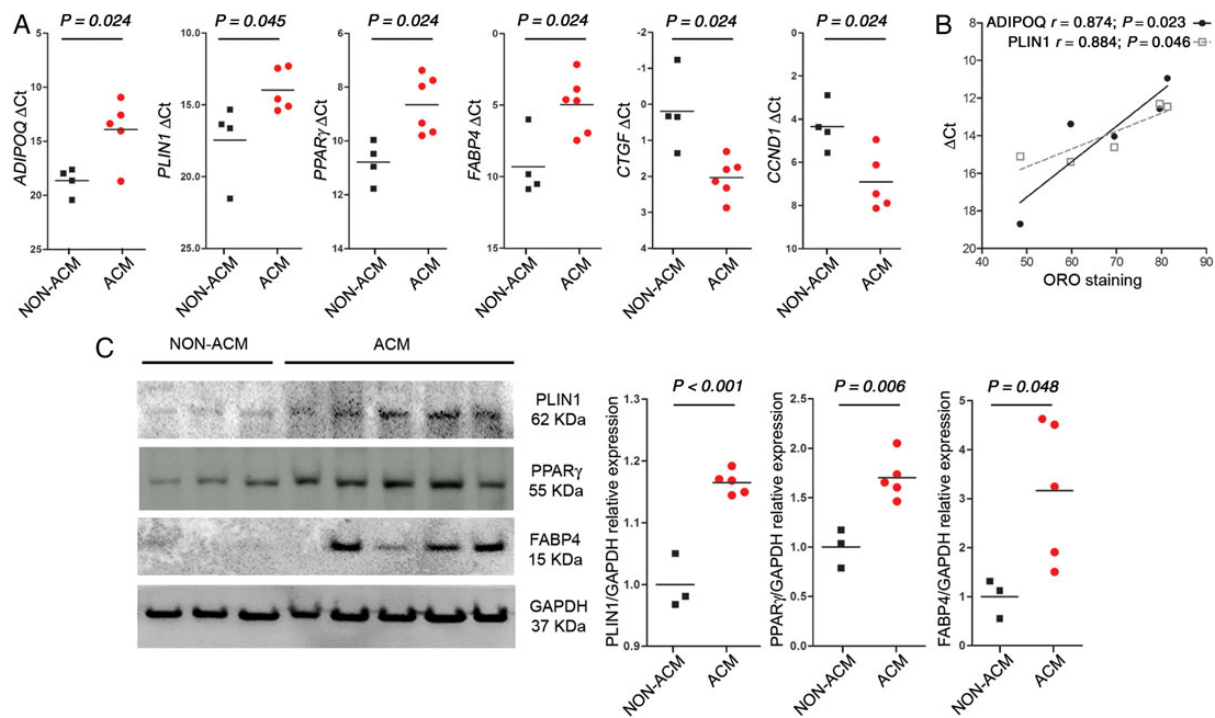 A
P = 0.024
ADIPOQ ΔCt
5
10
15
20
25
NON-ACM
ACM
P = 0.045
PLIN1 ΔCt
10.0
15.0
20.0
25.0
NON-ACM
ACM
P = 0.024
PPARγ ΔCt
6
8
10
12
14
NON-ACM
ACM
P = 0.024
FABP4 ΔCt
0
5
10
15
NON-ACM
ACM
P = 0.024
CTGF ΔCt
-2
-1
0
1
2
3
4
NON-ACM
ACM
P = 0.024
CCND1 ΔCt
0
2
4
6
8
10
NON-ACM
ACM
B
ADIPOQ r = 0.874; P = 0.023
PLIN1 r = 0.884; P = 0.046
ΔCt
8
10
12
14
16
18
20
40 50 60 70 80 90
ORO staining
C
NON-ACM ACM
PLIN1
62 KDa
PPARγ
55 KDa
FABP4
15 KDa
GAPDH
37 KDa
P < 0.001
PLIN1/GAPDH relative expression
1.3
1.2
1.1
1.0
0.9
NON-ACM
ACM
P = 0.006
PPARγ/GAPDH relative expression
2.5
2.0
1.5
1.0
0.5
0.0
NON-ACM
ACM
P = 0.048
FABP4/GAPDH relative expression
5
4
3
2
1
0
NON-ACM
ACM